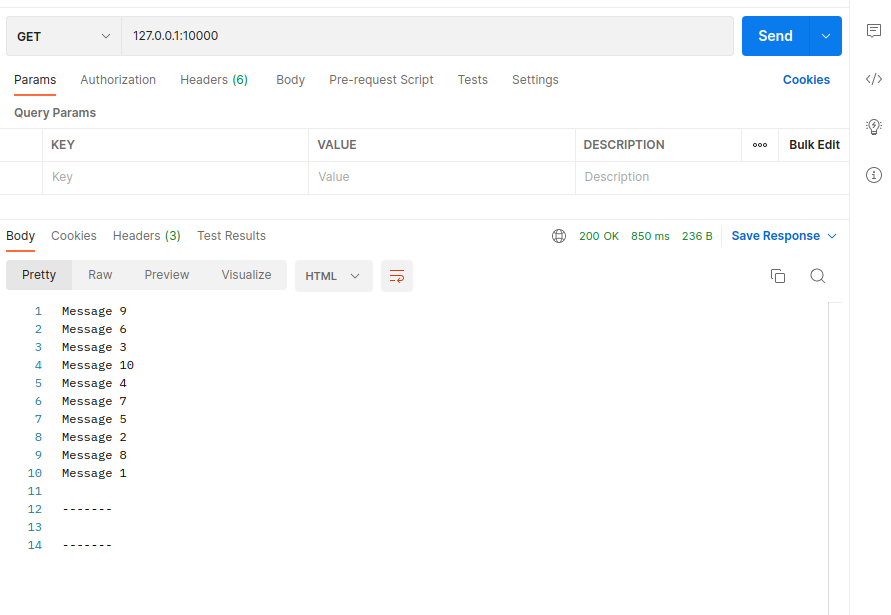 GET 127.0.0.1:10000 Send
Params Authorization Headers (6) Body Pre-request Script Tests Settings Cookies
Query Params
KEY VALUE DESCRIPTION ooo Bulk Edit
Key Value Description
Body Cookies Headers (3) Test Results 200 OK 850 ms 236 B Save Response
Pretty Raw Preview Visualize HTML
1 Message 9
2 Message 6
3 Message 3
4 Message 10
5 Message 4
6 Message 7
7 Message 5
8 Message 2
9 Message 8
10 Message 1
11
12 -------
13
14 -------